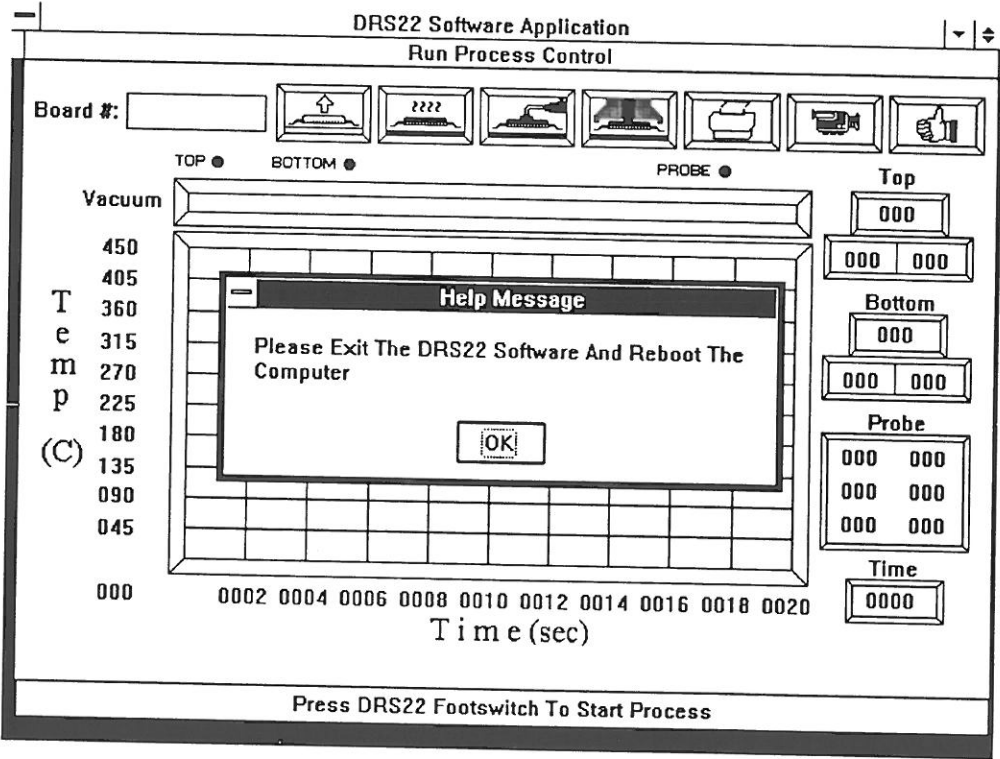 DRS22 Software Application
Run Process Control
Board #:
TOP
BOTTOM
PROBE
Vacuum
450
405
360
315
270
225
180
135
090
045
000
Temp
(C)
Help Message
Please Exit The DRS22 Software And Reboot The
Computer
OK
0002 0004 0006 0008 0010 0012 0014 0016 0018 0020
Time (sec)
Top
000
000 000
Bottom
000
000 000
Probe
000 000
000 000
000 000
Time
0000
Press DRS22 Footswitch To Start Process